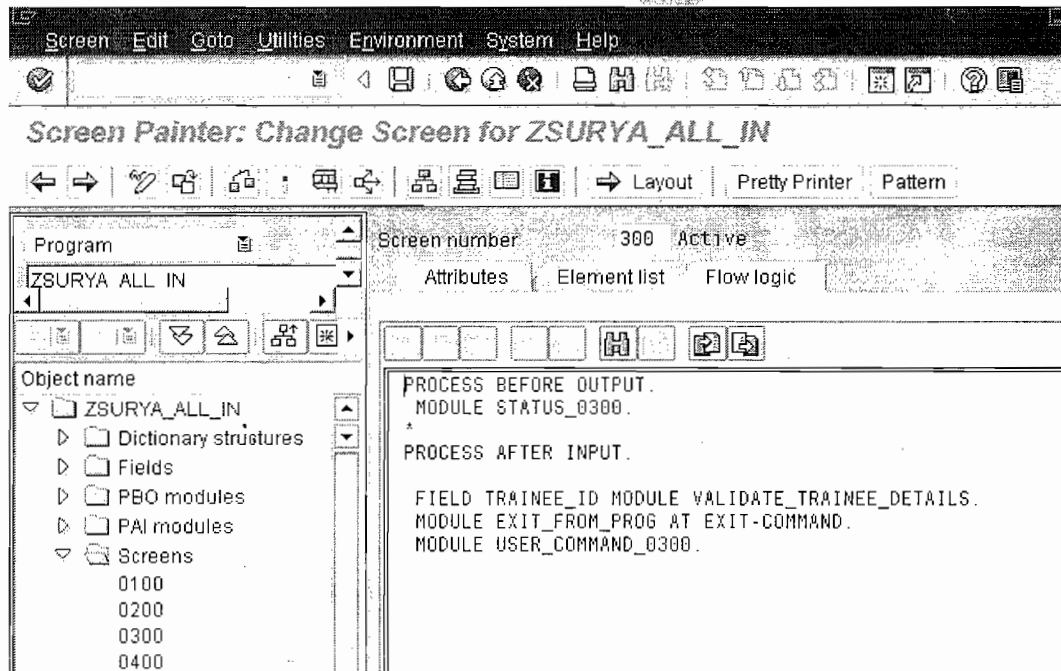 Screen Edit Goto Utilities Environment System Help
Screen Painter: Change Screen for ZSURYA_ALL_IN
Layout Pretty Printer Pattern
Program
ZSURYA_ALL_IN
Screen number 300 Active
Attributes Element list Flow logic
Object name
ZSURYA_ALL_IN
Dictionary structures
Fields
PBO modules
PAI modules
Screens
0100
0200
0300
0400
PROCESS BEFORE OUTPUT.
MODULE STATUS_0300.
*
PROCESS AFTER INPUT.
FIELD TRAINEE_ID MODULE VALIDATE_TRAINEE_DETAILS.
MODULE EXIT_FROM_PROG AT EXIT-COMMAND.
MODULE USER_COMMAND_0300.